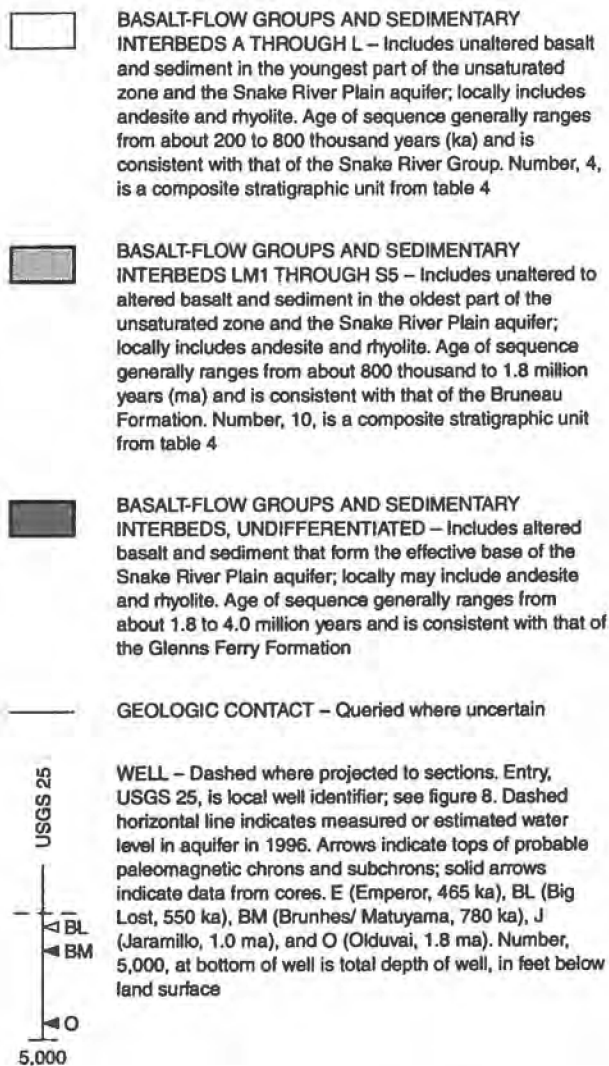 BASALT-FLOW GROUPS AND SEDIMENTARY
INTERBEDS A THROUGH L – Includes unaltered basalt
and sediment in the youngest part of the unsaturated
zone and the Snake River Plain aquifer; locally includes
andesite and rhyolite. Age of sequence generally ranges
from about 200 to 800 thousand years (ka) and is
consistent with that of the Snake River Group. Number, 4,
is a composite stratigraphic unit from table 4
BASALT-FLOW GROUPS AND SEDIMENTARY
INTERBEDS LM1 THROUGH S5 – Includes unaltered to
altered basalt and sediment in the oldest part of the
unsaturated zone and the Snake River Plain aquifer;
locally includes andesite and rhyolite. Age of sequence
generally ranges from about 800 thousand to 1.8 million
years (ma) and is consistent with that of the Bruneau
Formation. Number, 10, is a composite stratigraphic unit
from table 4
BASALT-FLOW GROUPS AND SEDIMENTARY
INTERBEDS, UNDIFFERENTIATED – Includes altered
basalt and sediment that form the effective base of the
Snake River Plain aquifer; locally may include andesite
and rhyolite. Age of sequence generally ranges from
about 1.8 to 4.0 million years and is consistent with that of
the Glenns Ferry Formation
GEOLOGIC CONTACT – Queried where uncertain
USGS 25
BL
BM
O
5,000
WELL – Dashed where projected to sections. Entry,
USGS 25, is local well identifier; see figure 8. Dashed
horizontal line indicates measured or estimated water
level in aquifer in 1996. Arrows indicate tops of probable
paleomagnetic chrons and subchrons; solid arrows
indicate data from cores. E (Emperor, 465 ka), BL (Big
Lost, 550 ka), BM (Brunhes/ Matuyama, 780 ka), J
(Jaramillo, 1.0 ma), and O (Olduvai, 1.8 ma). Number,
5,000, at bottom of well is total depth of well, in feet below
land surface